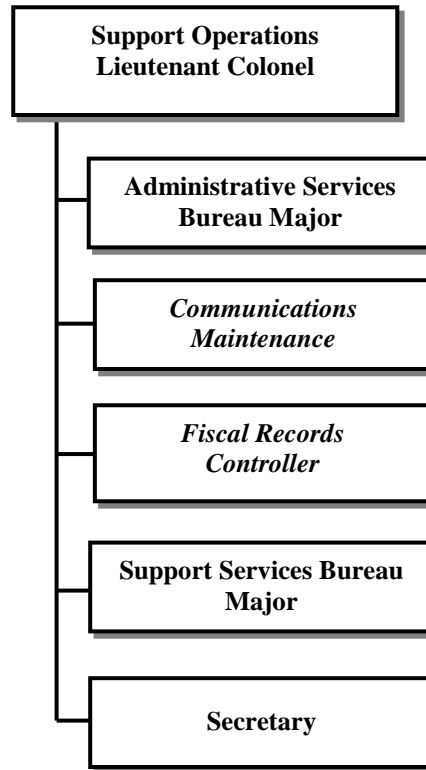 Support Operations
Lieutenant Colonel
Administrative Services
Bureau Major
Communications
Maintenance
Fiscal Records
Controller
Support Services Bureau
Major
Secretary